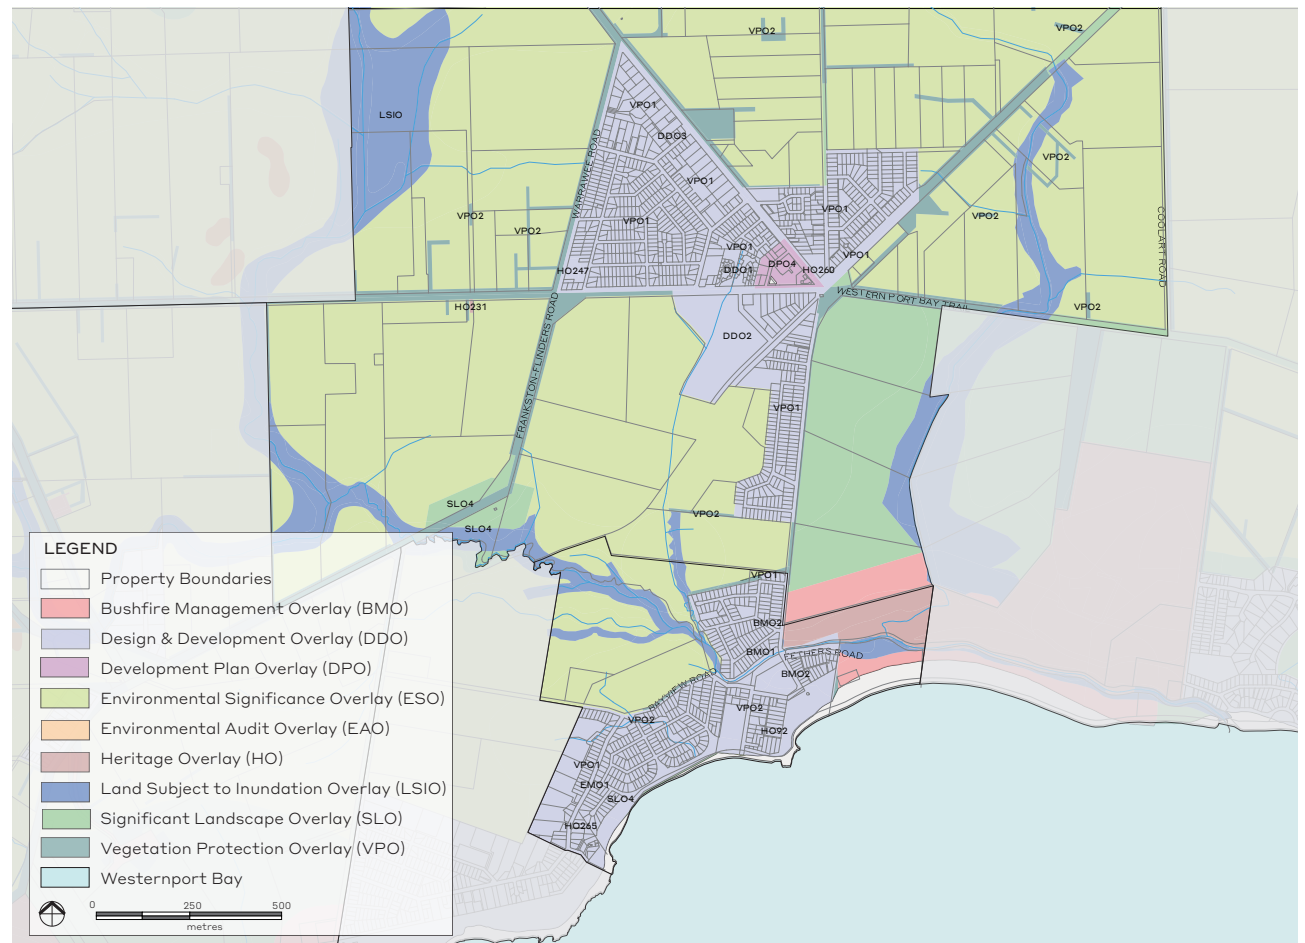 VPO2
VPO2
LSIO
VPO1
DDO3
VPO2
WARRAWEE ROAD
VPO1
VPO2
VPO2
VPO1
VPO1
VPO2
COOLART ROAD
VPO1
VPO1
HO247
DDO1
DPO4
HO260
HO231
WESTERN PORT BAY TRAIL
VPO2
DDO2
FRANKSTON-FLINDERS ROAD
VPO1
SLO4
VPO2
SLO4
VPO1
BMO2
BMO1
FETHERS ROAD
BMO2
BAYVIEW ROAD
VPO2
VPO2
HO92
VPO1
EMO1
SLO4
HO265
LEGEND
Property Boundaries
Bushfire Management Overlay (BMO)
Design & Development Overlay (DDO)
Development Plan Overlay (DPO)
Environmental Significance Overlay (ESO)
Environmental Audit Overlay (EAO)
Heritage Overlay (HO)
Land Subject to Inundation Overlay (LSIO)
Significant Landscape Overlay (SLO)
Vegetation Protection Overlay (VPO)
Westernport Bay
0 250 500
metres